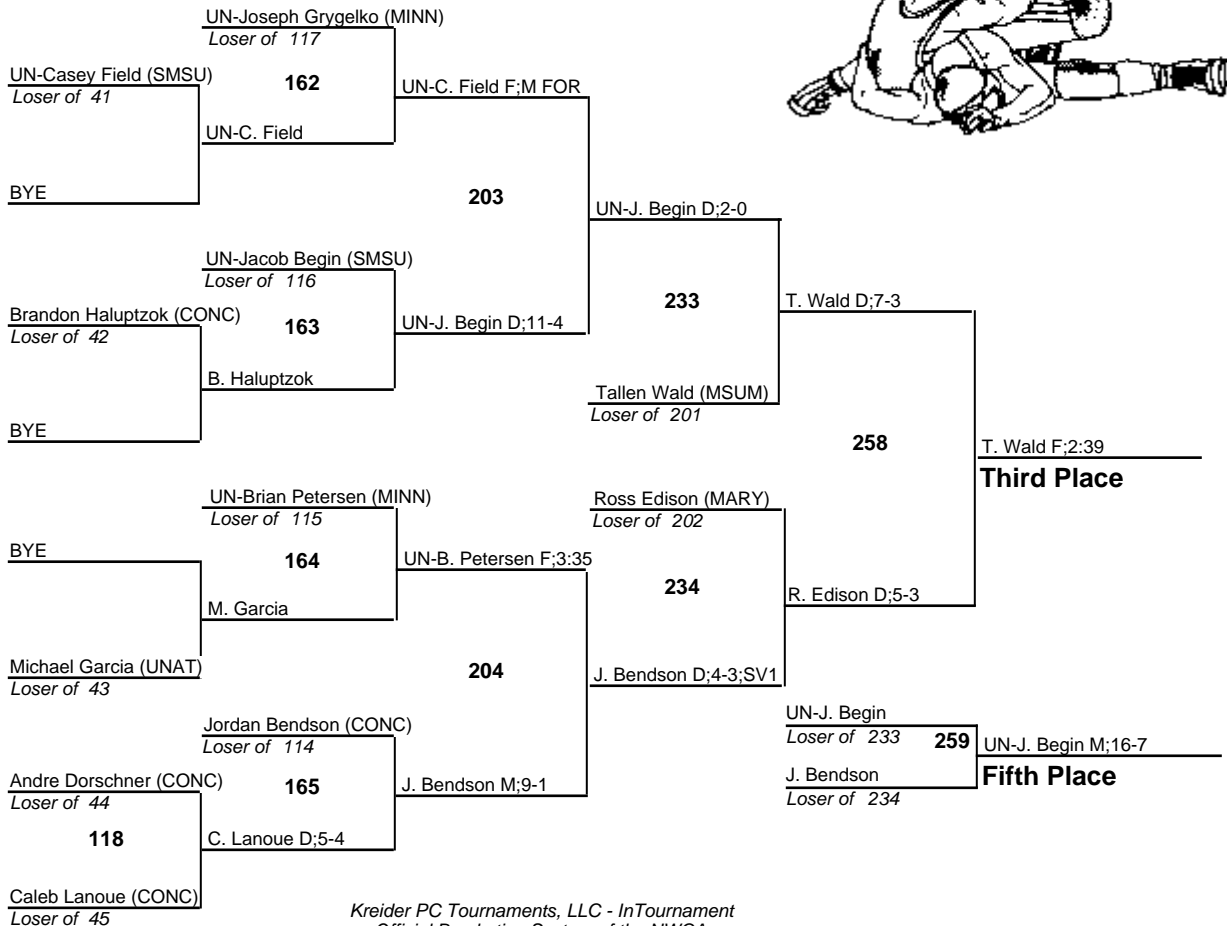 UN-Joseph Grygelko (MINN)
Loser of 117
UN-Casey Field (SMSU)
Loser of 41
162
UN-C. Field F;M FOR
UN-C. Field
BYE
203
UN-J. Begin D;2-0
UN-Jacob Begin (SMSU)
Loser of 116
Brandon Haluptzok (CONC)
Loser of 42
163
UN-J. Begin D;11-4
233
T. Wald D;7-3
B. Haluptzok
Tallen Wald (MSUM)
Loser of 201
BYE
258
T. Wald F;2:39
Third Place
UN-Brian Petersen (MINN)
Loser of 115
Ross Edison (MARY)
Loser of 202
BYE
164
UN-B. Petersen F;3:35
234
R. Edison D;5-3
M. Garcia
Michael Garcia (UNAT)
Loser of 43
204
J. Bendson D;4-3;SV1
Jordan Bendson (CONC)
Loser of 114
UN-J. Begin
Loser of 233
259
UN-J. Begin M;16-7
Fifth Place
J. Bendson
Loser of 234
Andre Dorschner (CONC)
Loser of 44
165
J. Bendson M;9-1
118
C. Lanoue D;5-4
Caleb Lanoue (CONC)
Loser of 45
Kreider PC Tournaments, LLC - InTournament